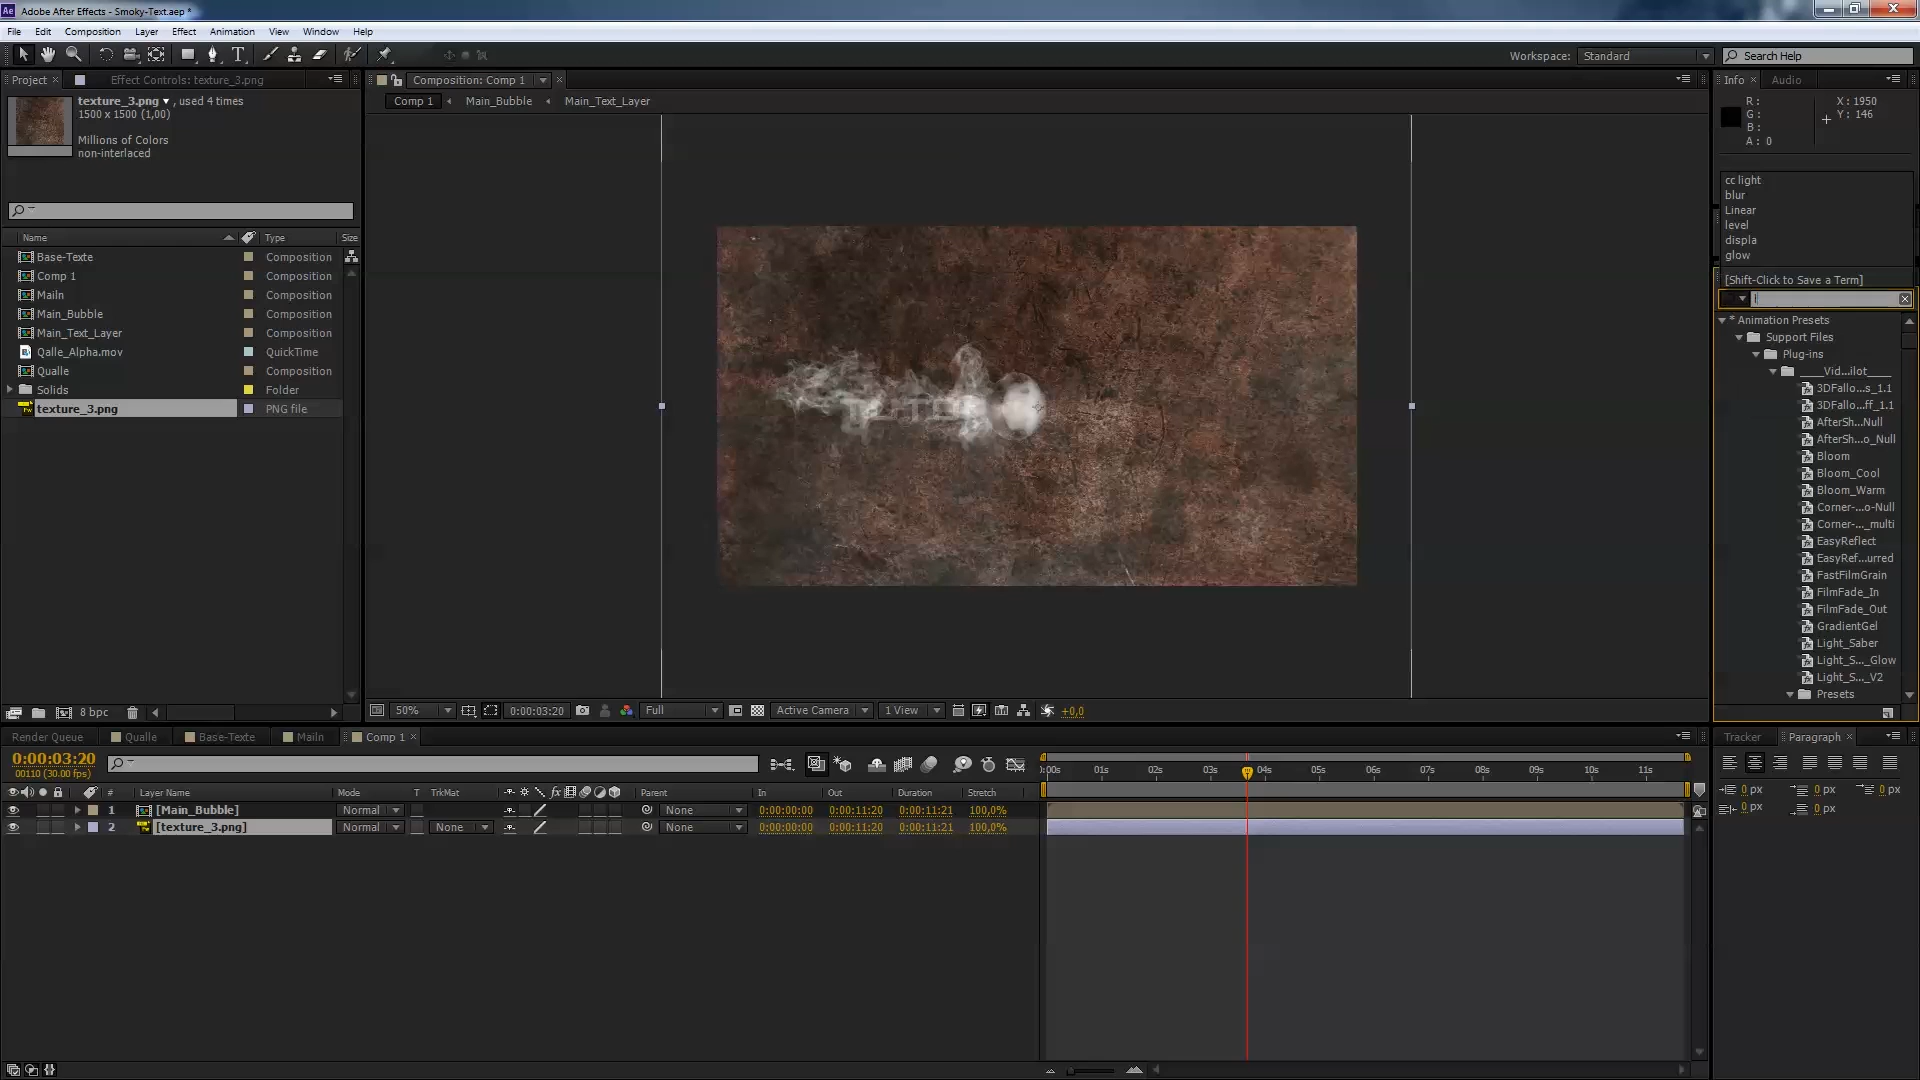 Adobe After Effects - Smoky-Text.aep *
File Edit Composition Layer Effect Animation View Window Help
Workspace: Standard Search Help
Project Effect Controls: texture_3.png
texture_3.png , used 4 times
1500 x 1500 (1,00)
Millions of Colors
non-interlaced
Name Type Size
Base-Texte Composition
Comp 1 Composition
Mailn Composition
Main_Bubble Composition
Main_Text_Layer Composition
Qalle_Alpha.mov QuickTime
Qualle Composition
Solids Folder
texture_3.png PNG file
8 bpc
Composition: Comp 1
Comp 1 Main_Bubble Main_Text_Layer
50% 0:00:03:20 Full Active Camera 1 View +0,0
Info Audio
R : X : 1950
G : Y : 146
B :
A : 0
cc light
blur
Linear
level
displa
glow
[Shift-Click to Save a Term]
* Animation Presets
Support Files
Plug-ins
____Vid...ilot____
3DFallo...s_1.1
3DFallo...ff_1.1
AfterSh...Null
AfterSh...o_Null
Bloom
Bloom_Cool
Bloom_Warm
Corner-...o-Null
Corner-..._multi
EasyReflect
EasyRef...urred
FastFilmGrain
FilmFade_In
FilmFade_Out
GradientGel
Light_Saber
Light_S..._Glow
Light_S..._V2
Presets
Render Queue Qualle Base-Texte Mailn Comp 1
0:00:03:20
00110 (30.00 fps)
:00s 01s 02s 03s 04s 05s 06s 07s 08s 09s 10s 11s
# Layer Name Mode T TrkMat Parent In Out Duration Stretch
1 [Main_Bubble] Normal None 0:00:00:00 0:00:11:20 0:00:11:21 100,0%
2 [texture_3.png] Normal None None 0:00:00:00 0:00:11:20 0:00:11:21 100,0%
Tracker Paragraph
0 px 0 px 0 px
0 px 0 px